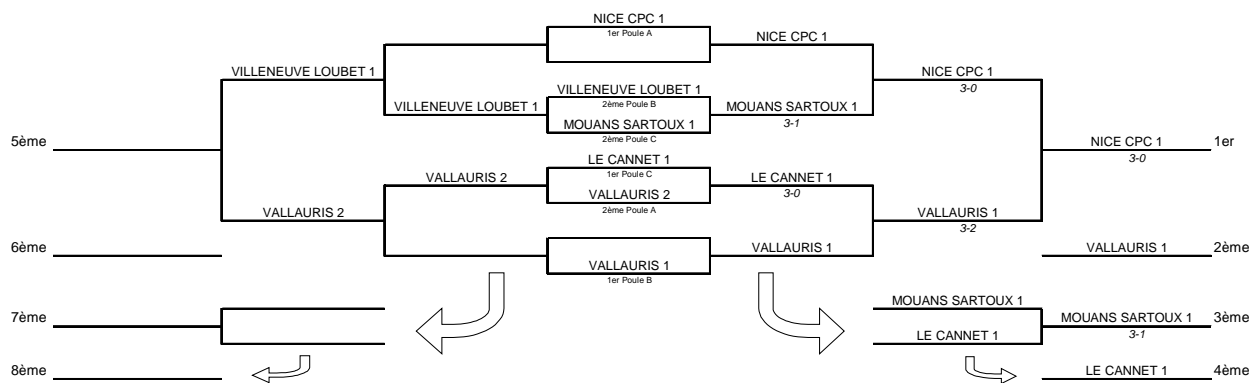 NICE CPC 1
1er Poule A
NICE CPC 1
VILLENEUVE LOUBET 1
NICE CPC 1
3-0
VILLENEUVE LOUBET 1
2ème Poule B
VILLENEUVE LOUBET 1
MOUANS SARTOUX 1
3-1
MOUANS SARTOUX 1
2ème Poule C
5ème
NICE CPC 1
1er
3-0
LE CANNET 1
1er Poule C
VALLAURIS 2
LE CANNET 1
3-0
VALLAURIS 2
2ème Poule A
VALLAURIS 2
VALLAURIS 1
3-2
6ème
VALLAURIS 1
VALLAURIS 1
2ème
VALLAURIS 1
1er Poule B
MOUANS SARTOUX 1
7ème
MOUANS SARTOUX 1
3ème
3-1
LE CANNET 1
8ème
LE CANNET 1
4ème